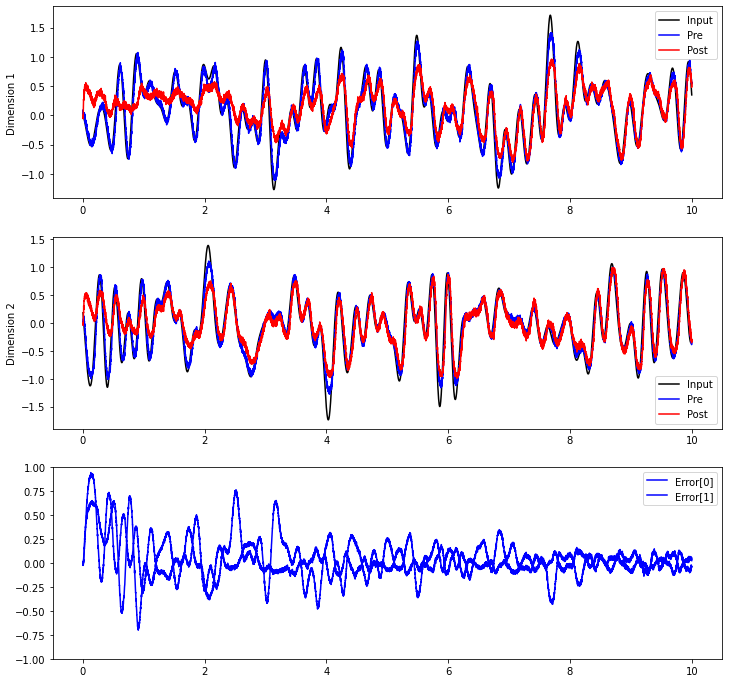 1.5
1.0
0.5
0.0
−0.5
−1.0
Dimension 1
Input
Pre
Post
0 2 4 6 8 10
1.5
1.0
0.5
0.0
−0.5
−1.0
−1.5
Dimension 2
Input
Pre
Post
0 2 4 6 8 10
1.00
0.75
0.50
0.25
0.00
−0.25
−0.50
−0.75
−1.00
Error[0]
Error[1]
0 2 4 6 8 10